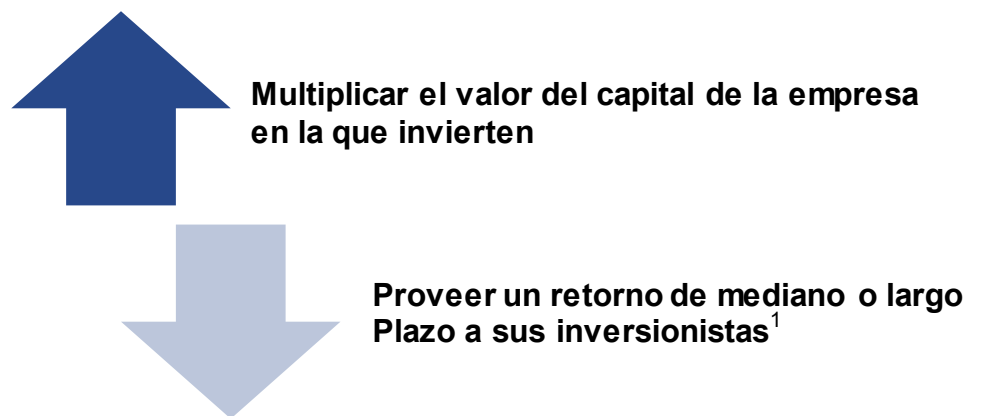 Multiplicar el valor del capital de la empresa
en la que invierten
Proveer un retorno de mediano o largo
Plazo a sus inversionistas¹